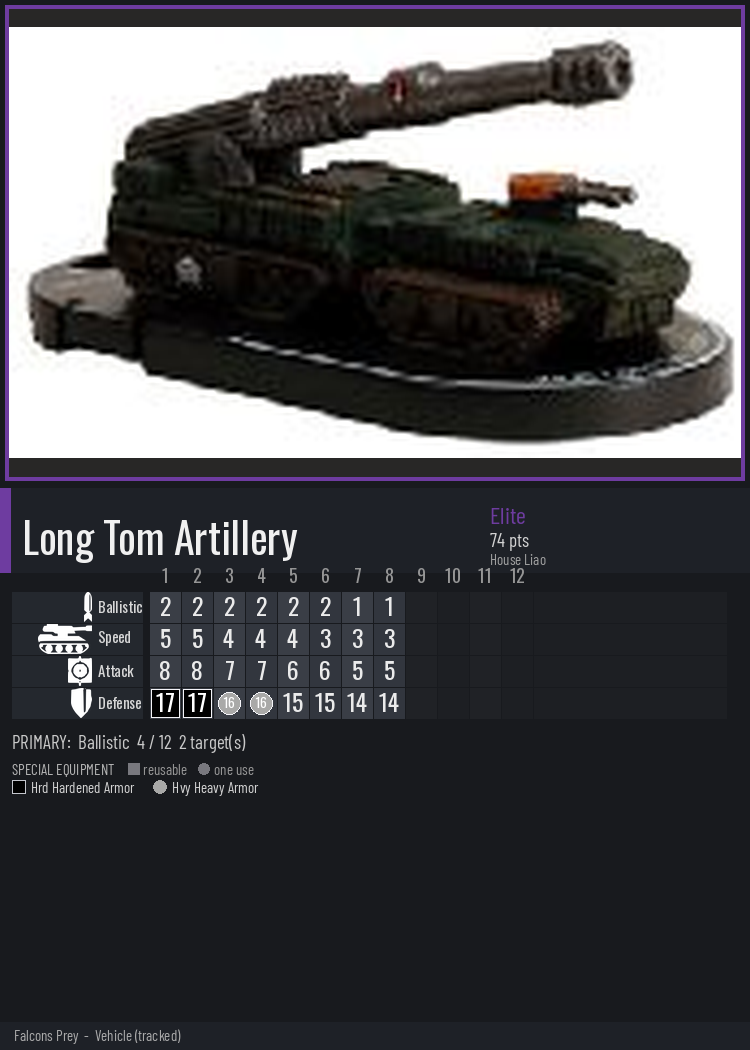 Long Tom Artillery
Elite
74 pts
House Liao
1 2 3 4 5 6 7 8 9 10 11 12
Ballistic 2 2 2 2 2 2 1 1
Speed 5 5 4 4 4 3 3 3
Attack 8 8 7 7 6 6 5 5
Defense 17 17 16 16 15 15 14 14
PRIMARY: Ballistic 4 / 12 2 target(s)
SPECIAL EQUIPMENT reusable one use
Hrd Hardened Armor Hvy Heavy Armor
Falcons Prey - Vehicle (tracked)